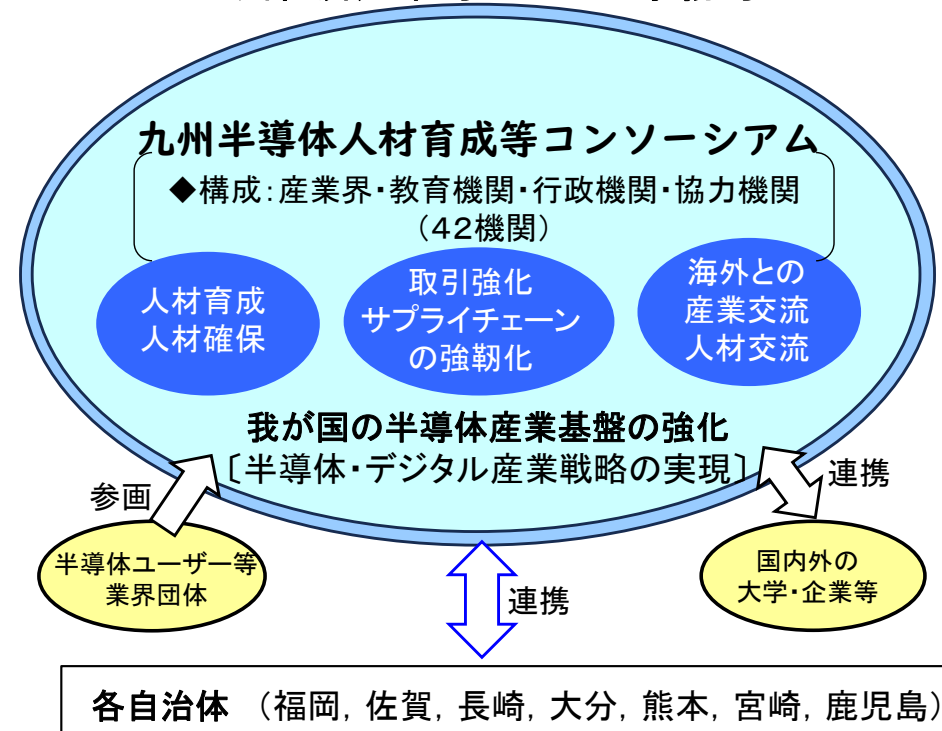 九州半導体人材育成等コンソーシアム
◆構成：産業界・教育機関・行政機関・協力機関
（４２機関）
人材育成
人材確保
取引強化
サプライチェーン
の強靭化
海外との
産業交流
人材交流
我が国の半導体産業基盤の強化
〔半導体・デジタル産業戦略の実現〕
参画
連携
半導体ユーザー等
業界団体
連携
国内外の
大学・企業等
各自治体 （福岡，佐賀，長崎，大分，熊本，宮崎，鹿児島）